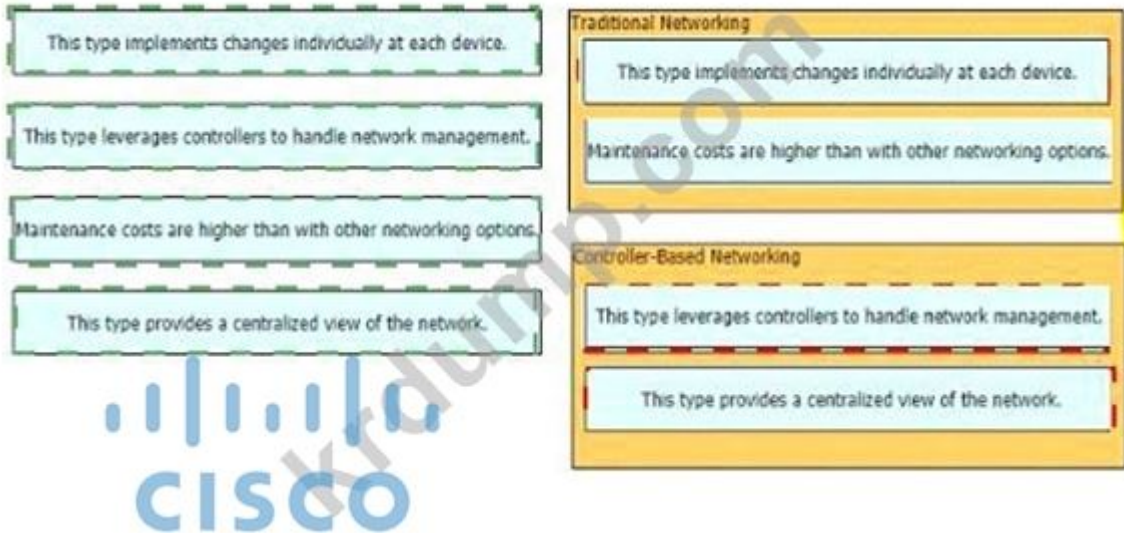 This type implements changes individually at each device.
This type leverages controllers to handle network management.
Maintenance costs are higher than with other networking options.
This type provides a centralized view of the network.
CISCO
Traditional Networking
This type implements changes individually at each device.
Maintenance costs are higher than with other networking options.
Controller-Based Networking
This type leverages controllers to handle network management.
This type provides a centralized view of the network.
krdump.com